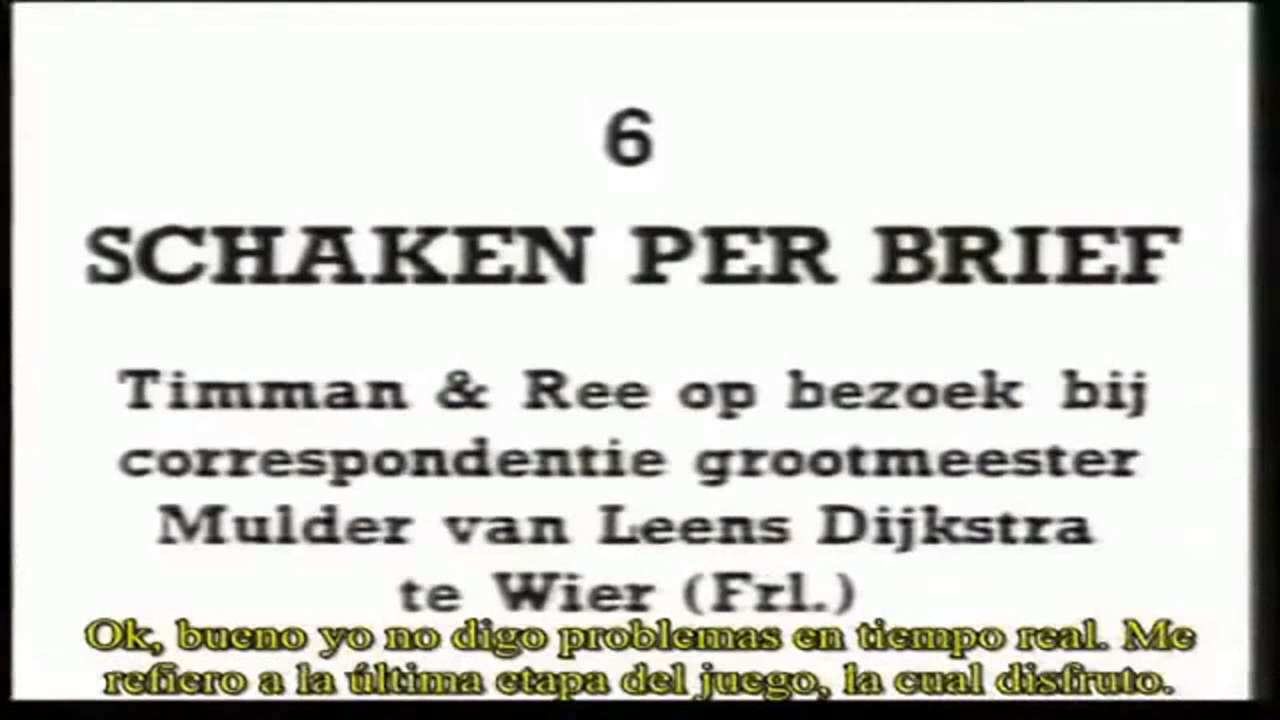 6
SCHAKEN PER BRIEF
Timman & Ree op bezoek bij
correspondentie grootmeester
Mulder van Leens Dijkstra
te Wier (Frl.)
Ok, bueno yo no digo problemas en tiempo real. Me
refiero a la última etapa del juego, la cual disfruto.